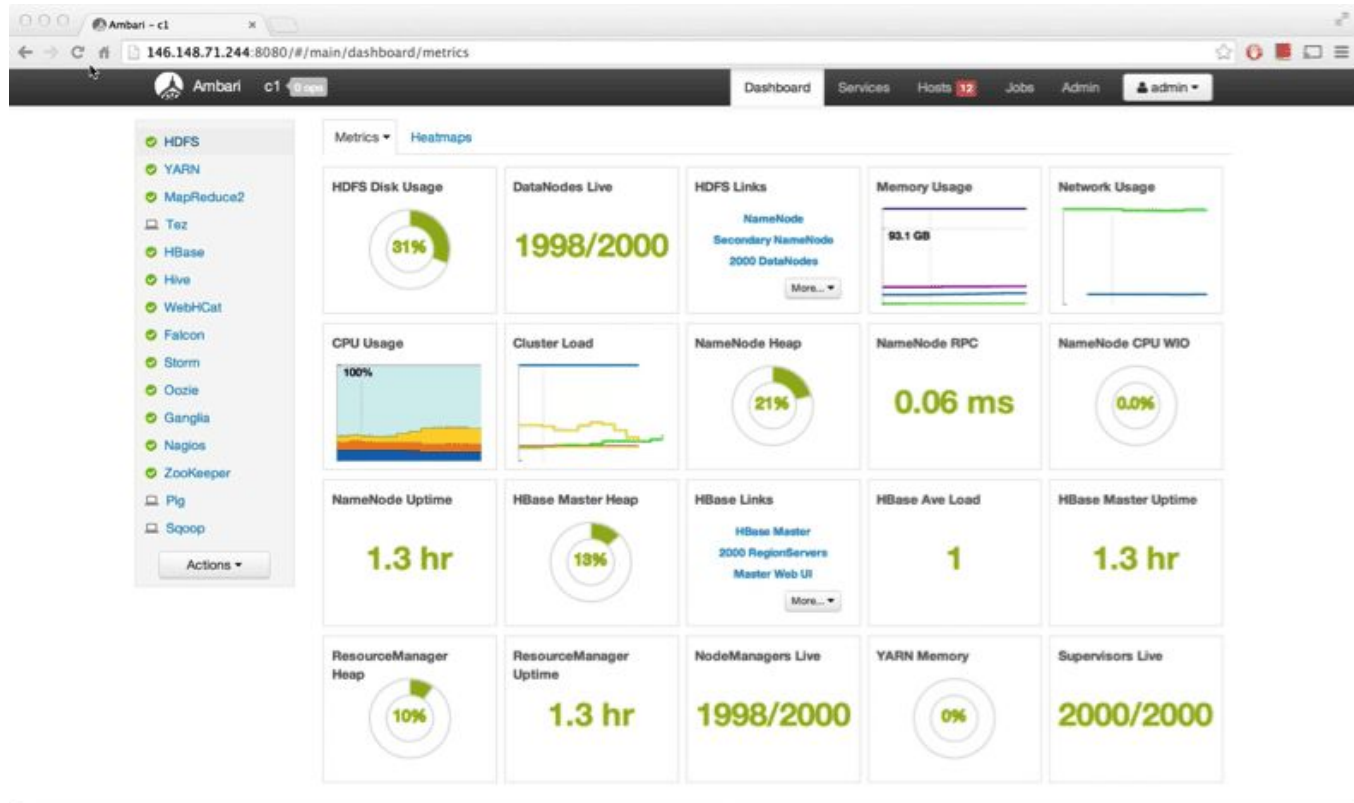 Ambari - c1
146.148.71.244:8080/#/main/dashboard/metrics
Ambari c1 0 ops Dashboard Services Hosts 12 Jobs Admin admin
HDFS
YARN
MapReduce2
Tez
HBase
Hive
WebHCat
Falcon
Storm
Oozie
Ganglia
Nagios
ZooKeeper
Pig
Sqoop
Actions
Metrics Heatmaps
HDFS Disk Usage
31%
DataNodes Live
1998/2000
HDFS Links
NameNode
Secondary NameNode
2000 DataNodes
More...
Memory Usage
93.1 GB
Network Usage
CPU Usage
100%
Cluster Load
NameNode Heap
21%
NameNode RPC
0.06 ms
NameNode CPU WIO
0.0%
NameNode Uptime
1.3 hr
HBase Master Heap
13%
HBase Links
HBase Master
2000 RegionServers
Master Web UI
More...
HBase Ave Load
1
HBase Master Uptime
1.3 hr
ResourceManager
Heap
10%
ResourceManager
Uptime
1.3 hr
NodeManagers Live
1998/2000
YARN Memory
0%
Supervisors Live
2000/2000